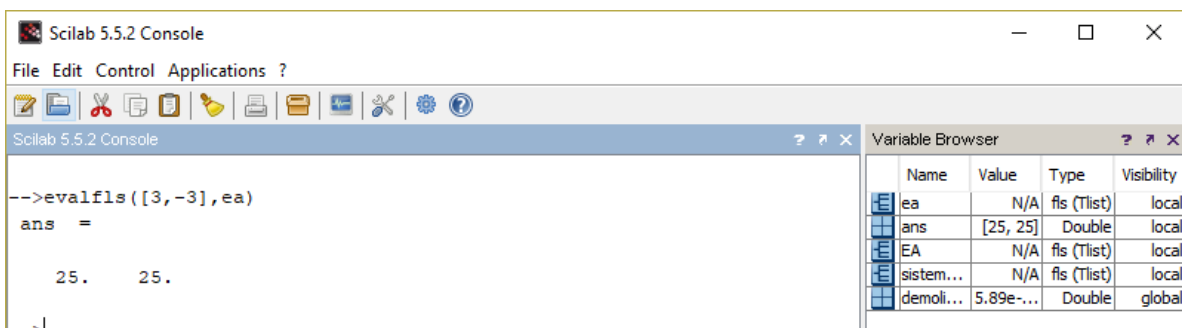 Scilab 5.5.2 Console
File Edit Control Applications ?
Scilab 5.5.2 Console ? ↗ ×
Variable Browser ? ↗ ×
-->evalfls([3,-3],ea)
ans =
25. 25.
-->
Name Value Type Visibility
ea N/A fls (Tlist) local
ans [25, 25] Double local
EA N/A fls (Tlist) local
sistem... N/A fls (Tlist) local
demoli... 5.89e-... Double global